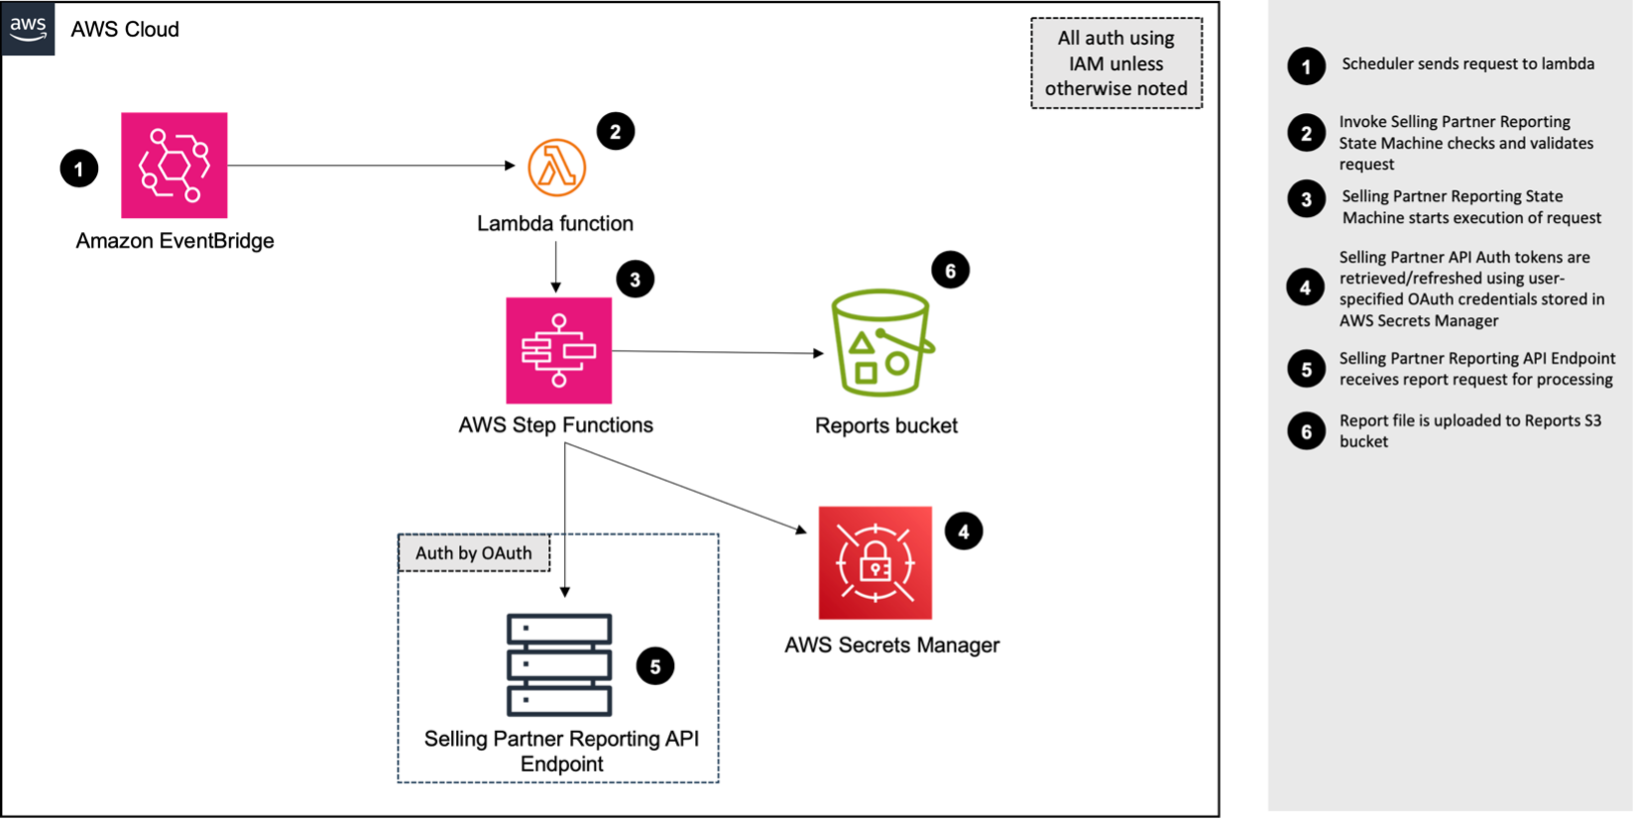 aws
AWS Cloud
All auth using
IAM unless
otherwise noted
1
Amazon EventBridge
2
Lambda function
3
AWS Step Functions
6
Reports bucket
Auth by OAuth
4
AWS Secrets Manager
5
Selling Partner Reporting API
Endpoint
1
Scheduler sends request to lambda
2
Invoke Selling Partner Reporting
State Machine checks and validates
request
3
Selling Partner Reporting State
Machine starts execution of request
4
Selling Partner API Auth tokens are
retrieved/refreshed using user-
specified OAuth credentials stored in
AWS Secrets Manager
5
Selling Partner Reporting API Endpoint
receives report request for processing
6
Report file is uploaded to Reports S3
bucket